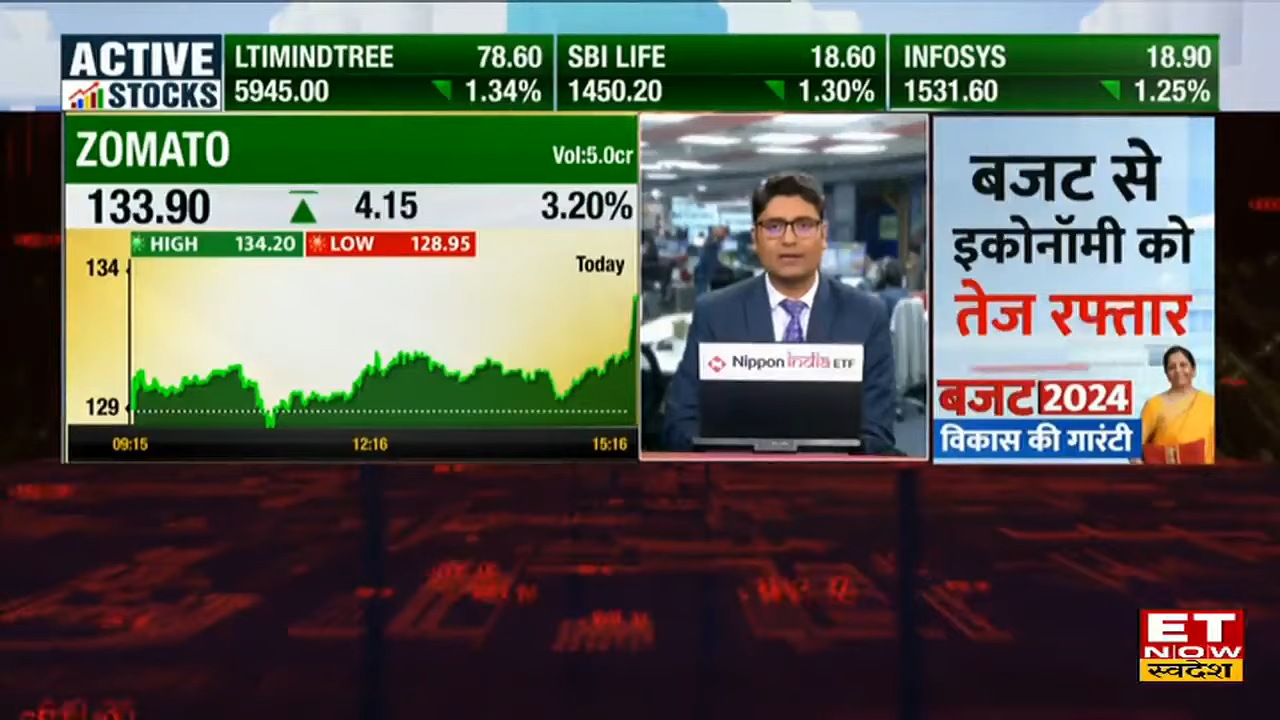 ACTIVE
STOCKS
LTIMINDTREE 78.60
5945.00 1.34%
SBI LIFE 18.60
1450.20 1.30%
INFOSYS 18.90
1531.60 1.25%
ZOMATO
Vol:5.0cr
133.90 4.15 3.20%
HIGH 134.20 LOW 128.95
134
Today
129
09:15 12:16 15:16
Nippon india ETF
बजट से
इकोनॉमी को
तेज रफ्तार
बजट 2024
विकास की गारंटी
ET
NOW
स्वदेश